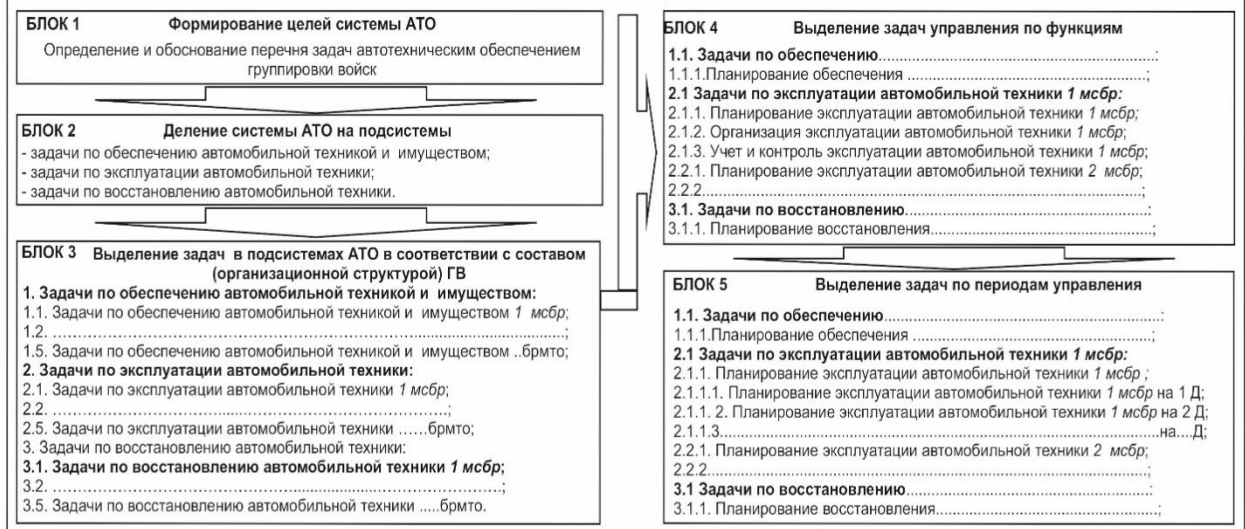 БЛОК 1 Формирование целей системы АТО
Определение и обоснование перечня задач автотехническим обеспечением
группировки войск
БЛОК 2 Деление системы АТО на подсистемы
- задачи по обеспечению автомобильной техникой и имуществом;
- задачи по эксплуатации автомобильной техники;
- задачи по восстановлению автомобильной техники.
БЛОК 3 Выделение задач в подсистемах АТО в соответствии с составом
(организационной структурой) ГВ
1. Задачи по обеспечению автомобильной техникой и имуществом:
1.1. Задачи по обеспечению автомобильной техникой и имуществом 1 мсбр;
1.2. ……………………………………………………………………...;
1.5. Задачи по обеспечению автомобильной техникой и имуществом ..брмто;
2. Задачи по эксплуатации автомобильной техники:
2.1. Задачи по эксплуатации автомобильной техники 1 мсбр;
2.2. ……………………...…………………………….;
2.5. Задачи по эксплуатации автомобильной техники ……брмто;
3. Задачи по восстановлению автомобильной техники:
3.1. Задачи по восстановлению автомобильной техники 1 мсбр;
3.2. ……………………………...……………………….;
3.5. Задачи по восстановлению автомобильной техники .....брмто.
БЛОК 4 Выделение задач управления по функциям
1.1. Задачи по обеспечению..............................................:
1.1.1.Планирование обеспечения .......................................;
2.1 Задачи по эксплуатации автомобильной техники 1 мсбр:
2.1.1. Планирование эксплуатации автомобильной техники 1 мсбр;
2.1.2. Организация эксплуатации автомобильной техники 1 мсбр;
2.1.3. Учет и контроль эксплуатации автомобильной техники 1 мсбр;
2.2.1. Планирование эксплуатации автомобильной техники 2 мсбр;
2.2.2......................................................................;
3.1. Задачи по восстановлению.........................................:
3.1.1. Планирование восстановления.....................................;
БЛОК 5 Выделение задач по периодам управления
1.1. Задачи по обеспечению..............................................:
1.1.1.Планирование обеспечения .......................................;
2.1 Задачи по эксплуатации автомобильной техники 1 мсбр:
2.1.1. Планирование эксплуатации автомобильной техники 1 мсбр ;
2.1.1.1. Планирование эксплуатации автомобильной техники 1 мсбр на 1 Д;
2.1.1. 2. Планирование эксплуатации автомобильной техники 1 мсбр на 2 Д;
2.1.1.3..............................................................на....Д;
2.2.1. Планирование эксплуатации автомобильной техники 2 мсбр;
2.2.2......................................................................;
3.1 Задачи по восстановлению.........................................:
3.1.1. Планирование восстановления.....................................;